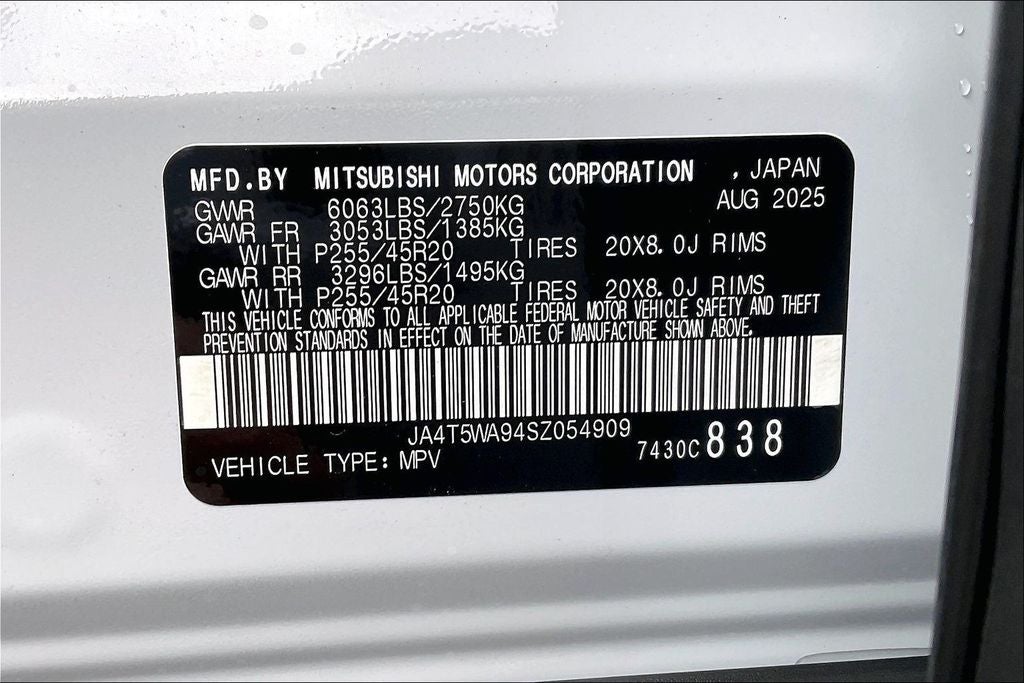 MFD.BY MITSUBISHI MOTORS CORPORATION , JAPAN
AUG 2025
GVWR 6063LBS/2750KG
GAWR FR 3053LBS/1385KG
WITH P255/45R20 TIRES 20X8.0J RIMS
GAWR RR 3296LBS/1495KG
WITH P255/45R20 TIRES 20X8.0J RIMS
THIS VEHICLE CONFORMS TO ALL APPLICABLE FEDERAL MOTOR VEHICLE SAFETY AND THEFT
PREVENTION STANDARDS IN EFFECT ON THE DATE OF MANUFACTURE SHOWN ABOVE.
JA4T5WA94SZ054909
7430C 838
VEHICLE TYPE: MPV